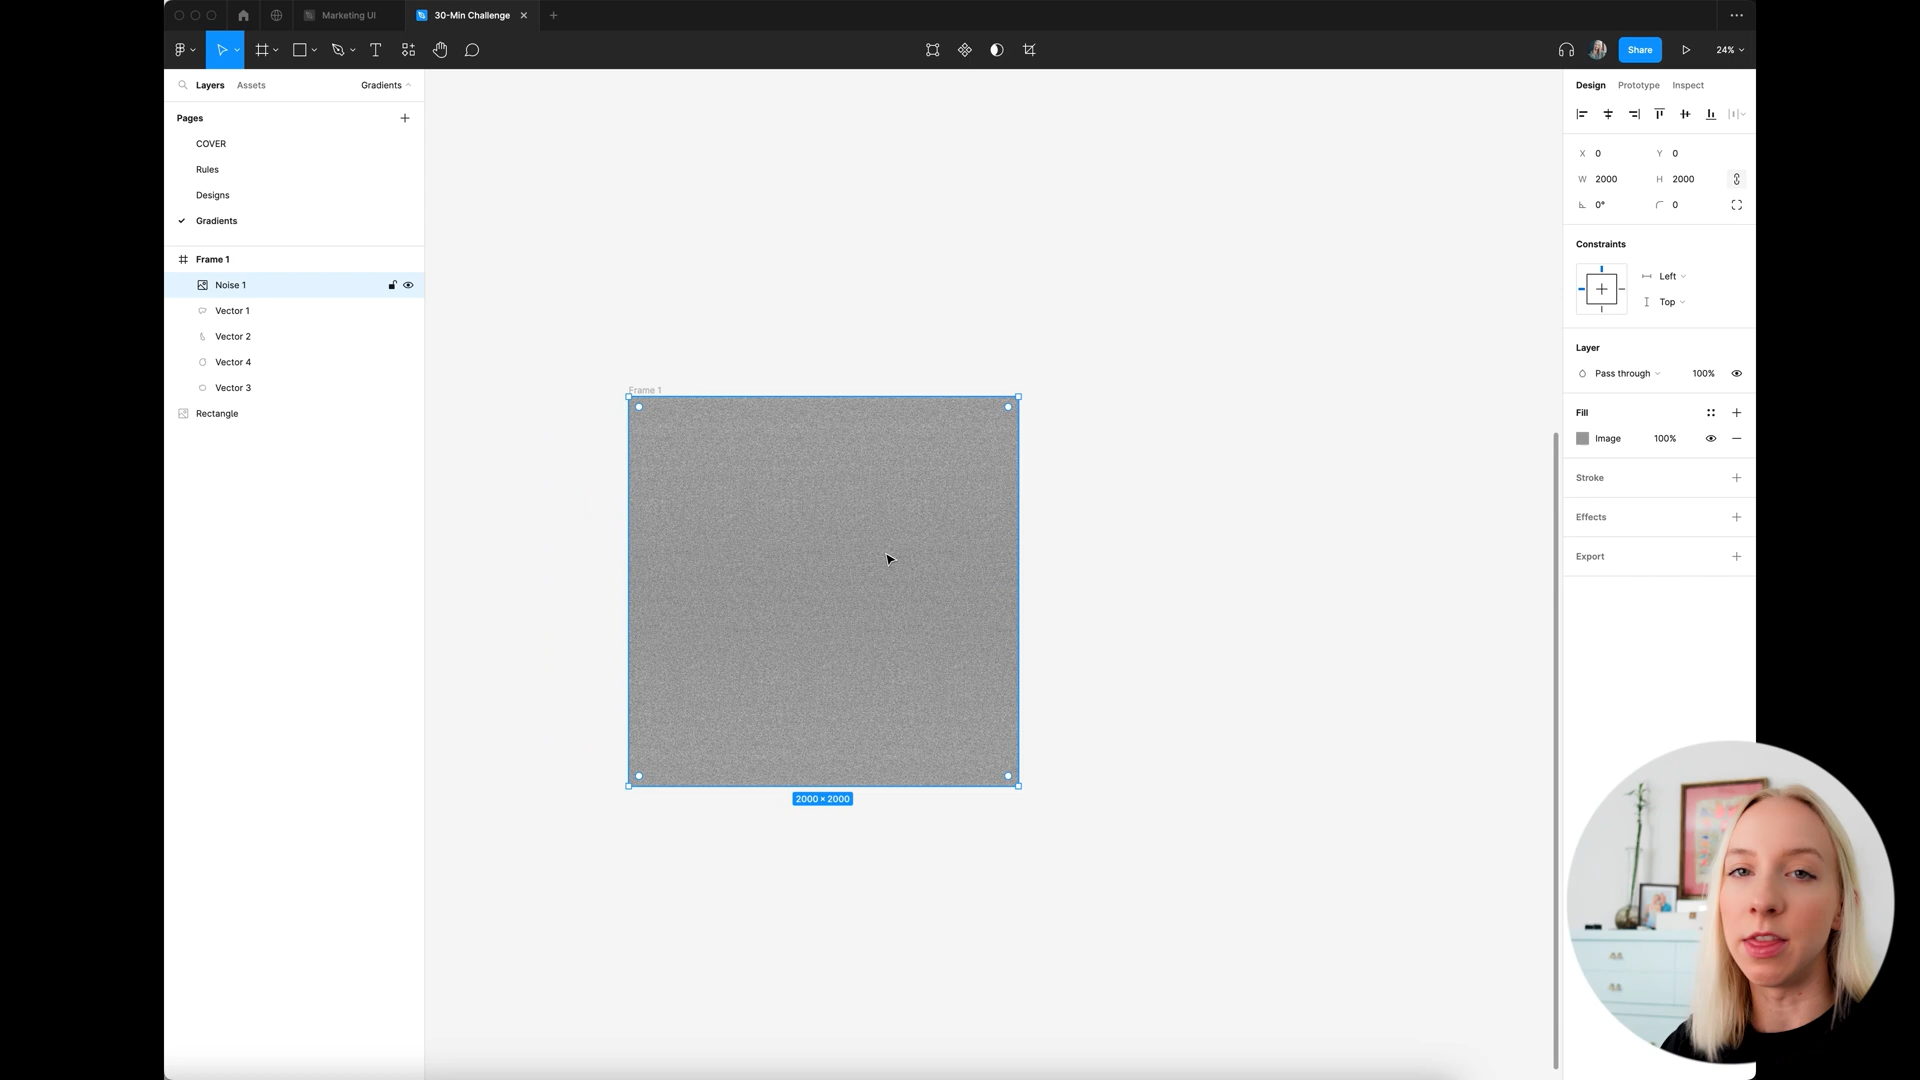 Marketing UI
30-Min Challenge
Share
24%
Layers
Assets
Gradients
Pages
COVER
Rules
Designs
Gradients
Frame 1
Noise 1
Vector 1
Vector 2
Vector 4
Vector 3
Rectangle
Frame 1
2000 × 2000
Design
Prototype
Inspect
X 0
Y 0
W 2000
H 2000
0°
0
Constraints
Left
Top
Layer
Pass through
100%
Fill
Image
100%
Stroke
Effects
Export